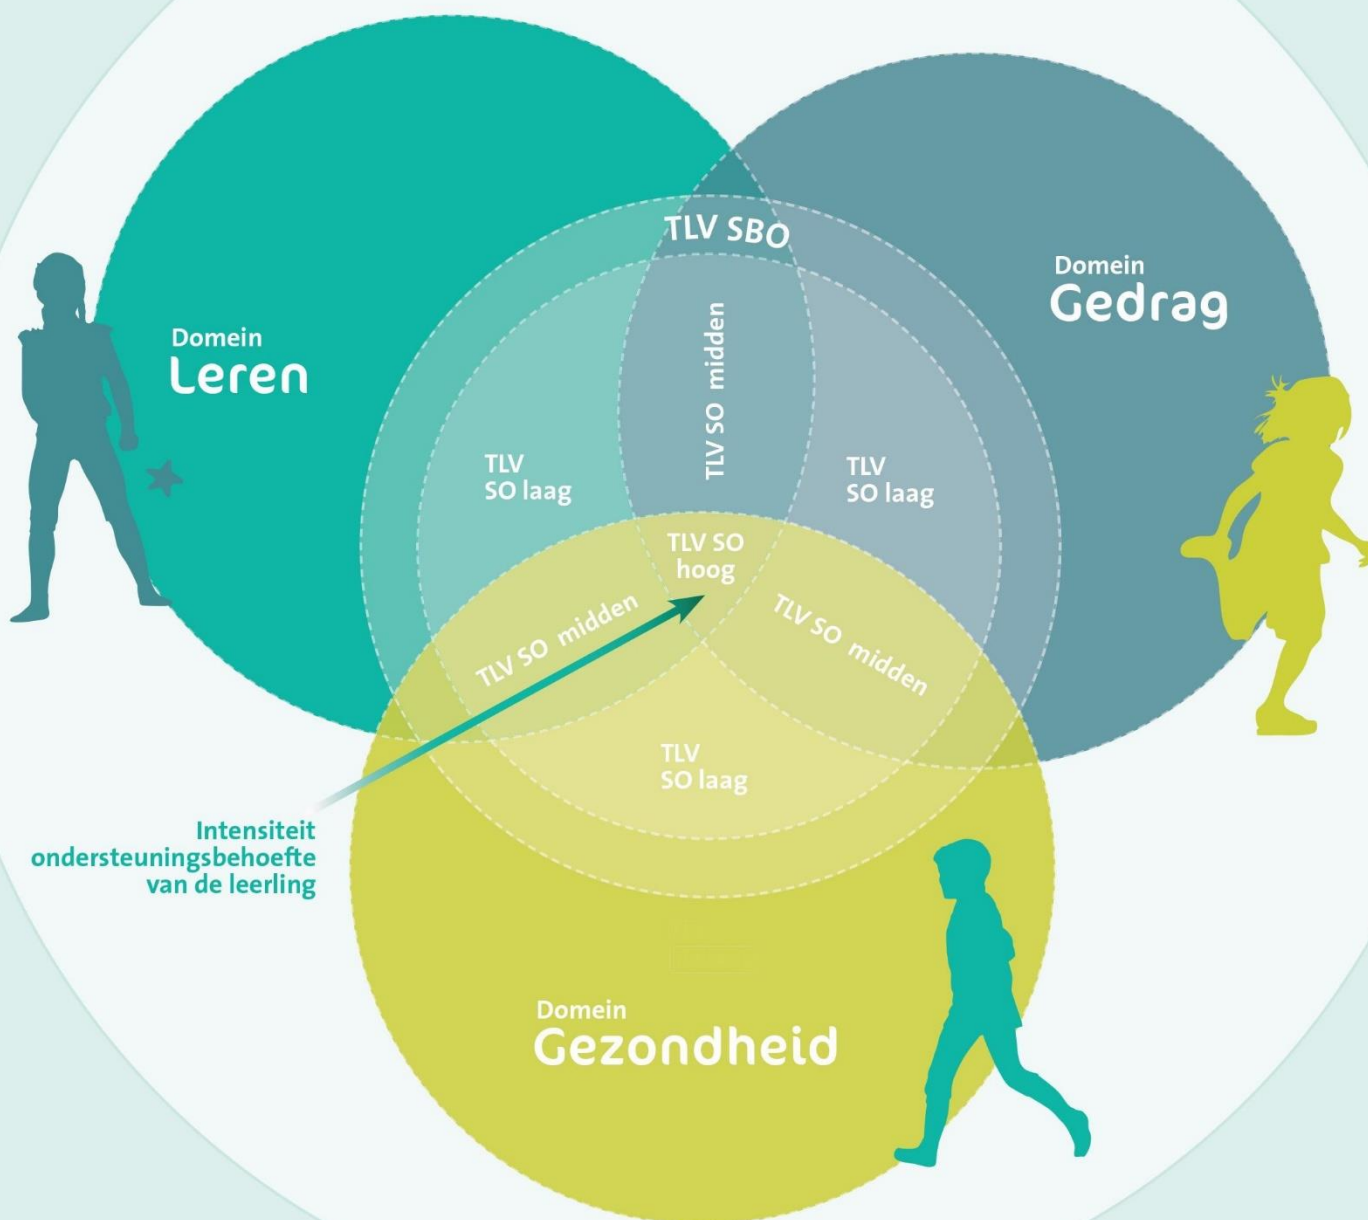 TLV SBO
Domein
Gedrag
Domein
Leren
TLV SO midden
TLV
SO laag
TLV
SO laag
TLV SO
hoog
TLV SO midden
TLV SO midden
TLV
SO laag
Intensiteit
ondersteuningsbehoefte
van de leerling
Domein
Gezondheid